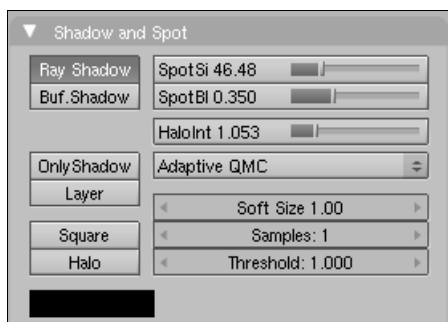 Shadow and Spot
Ray Shadow
SpotSi 46.48
Buf.Shadow
SpotBl 0.350
HaloInt 1.053
OnlyShadow
Adaptive QMC
Layer
Soft Size 1.00
Square
Samples: 1
Halo
Threshold: 1.000